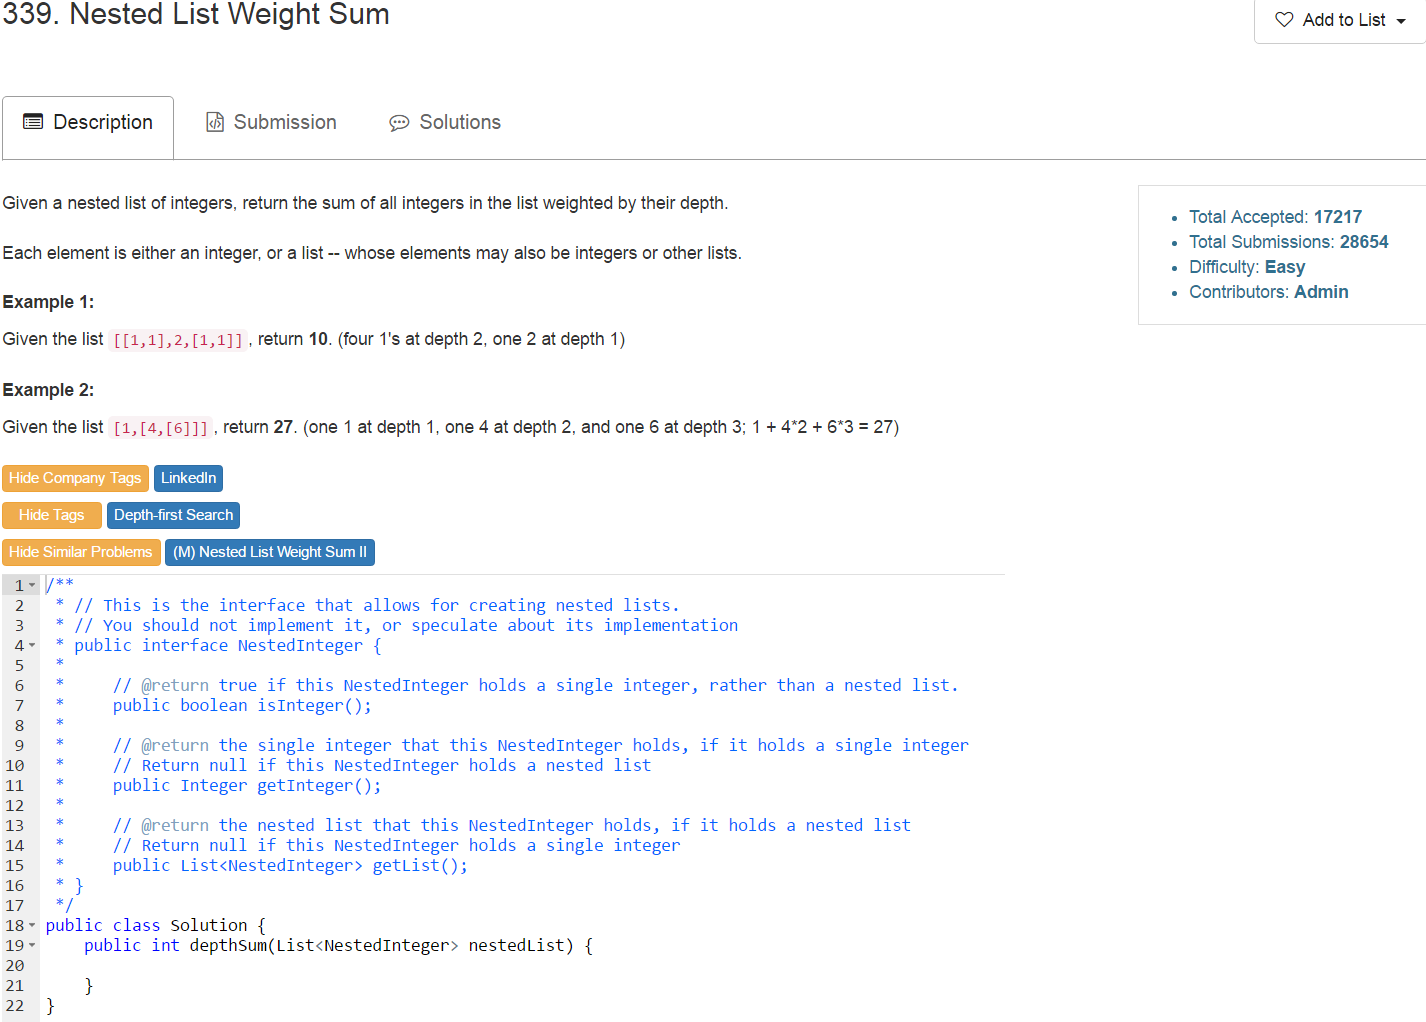 339. Nested List Weight Sum
Add to List
Description
Submission
Solutions
Given a nested list of integers, return the sum of all integers in the list weighted by their depth.
Each element is either an integer, or a list -- whose elements may also be integers or other lists.
Example 1:
Given the list [[1,1],2,[1,1]], return 10. (four 1's at depth 2, one 2 at depth 1)
Example 2:
Given the list [1,[4,[6]]], return 27. (one 1 at depth 1, one 4 at depth 2, and one 6 at depth 3; 1 + 4*2 + 6*3 = 27)
Total Accepted: 17217
Total Submissions: 28654
Difficulty: Easy
Contributors: Admin
Hide Company Tags LinkedIn
Hide Tags Depth-first Search
Hide Similar Problems (M) Nested List Weight Sum II
1 /**
2 * // This is the interface that allows for creating nested lists.
3 * // You should not implement it, or speculate about its implementation
4 * public interface NestedInteger {
5 *
6 *     // @return true if this NestedInteger holds a single integer, rather than a nested list.
7 *     public boolean isInteger();
8 *
9 *     // @return the single integer that this NestedInteger holds, if it holds a single integer
10 *     // Return null if this NestedInteger holds a nested list
11 *     public Integer getInteger();
12 *
13 *     // @return the nested list that this NestedInteger holds, if it holds a nested list
14 *     // Return null if this NestedInteger holds a single integer
15 *     public List<NestedInteger> getList();
16 * }
17 */
18 public class Solution {
19     public int depthSum(List<NestedInteger> nestedList) {
20
21     }
22 }